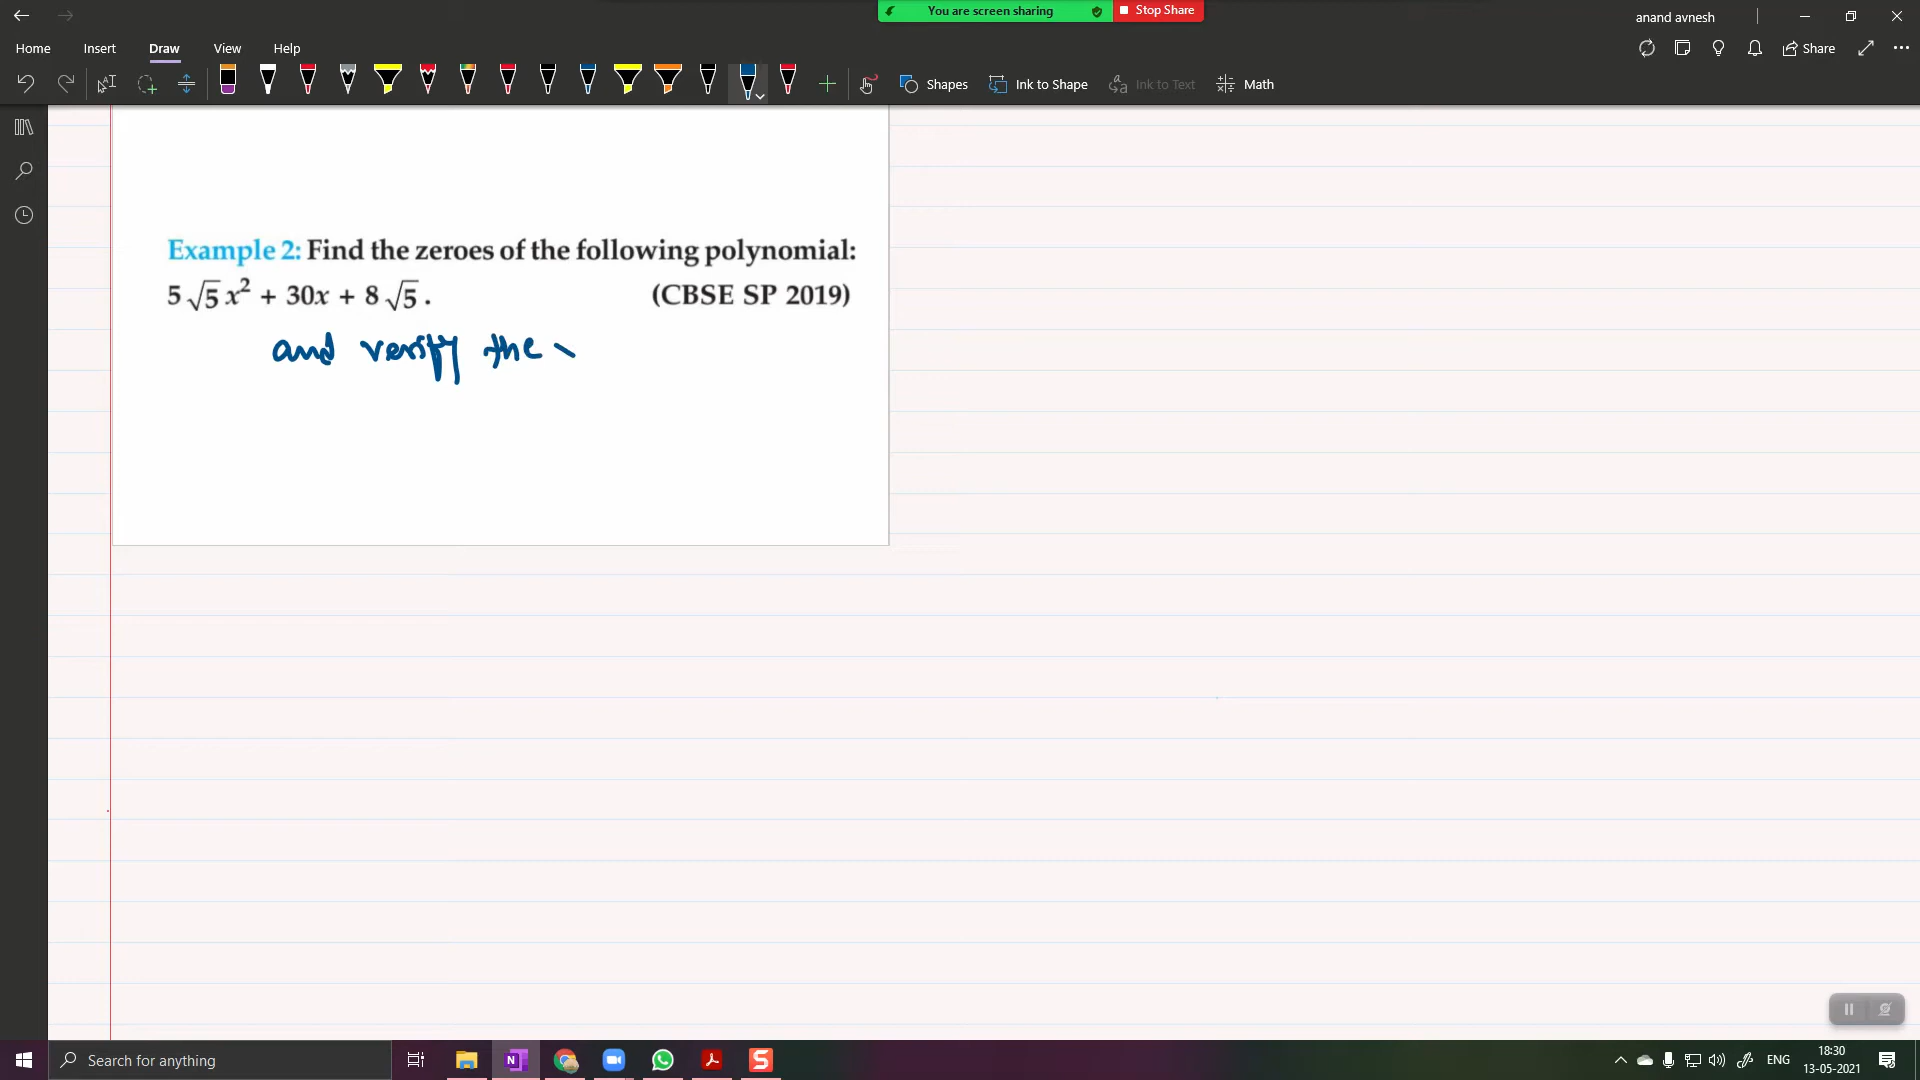 You are screen sharing
Stop Share
anand avnesh
Home Insert Draw View Help
Share
Shapes Ink to Shape Ink to Text Math
Example 2: Find the zeroes of the following polynomial:
5√5 x² + 30x + 8√5. (CBSE SP 2019)
and verify the
Search for anything
ENG
18:30
13-05-2021